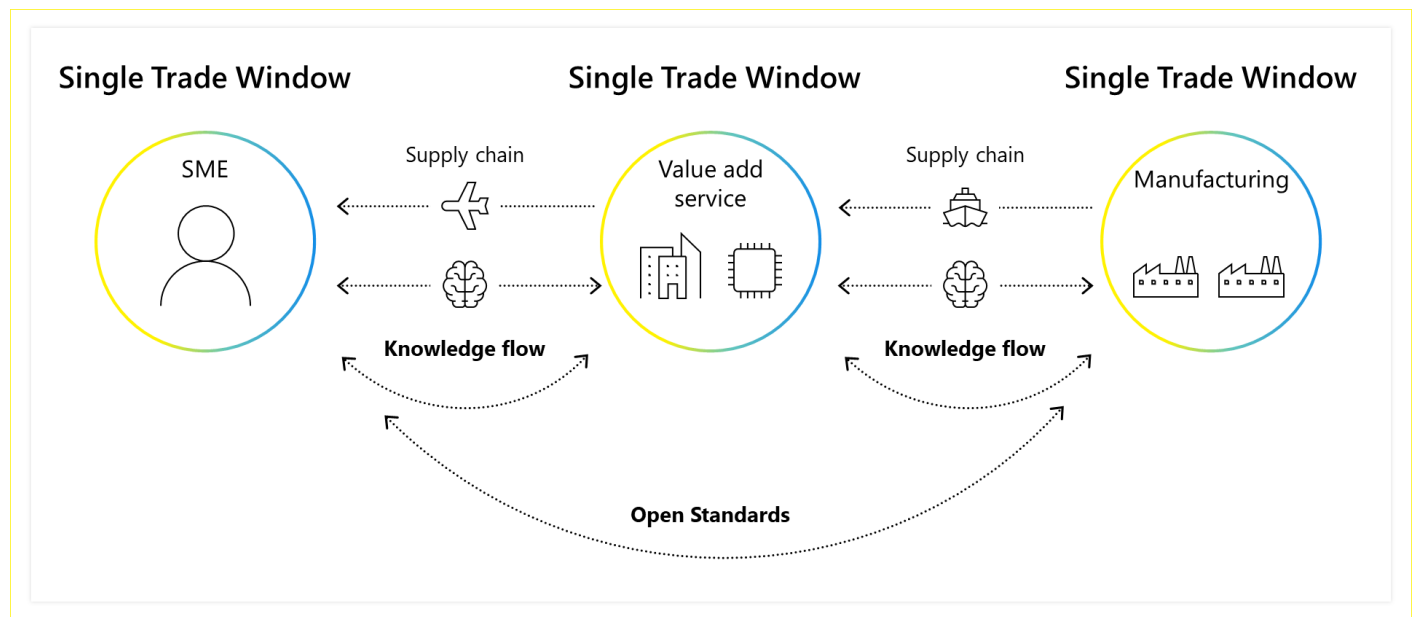 Single Trade Window
Single Trade Window
Single Trade Window
SME
Supply chain
Value add
service
Supply chain
Manufacturing
Knowledge flow
Knowledge flow
Open Standards